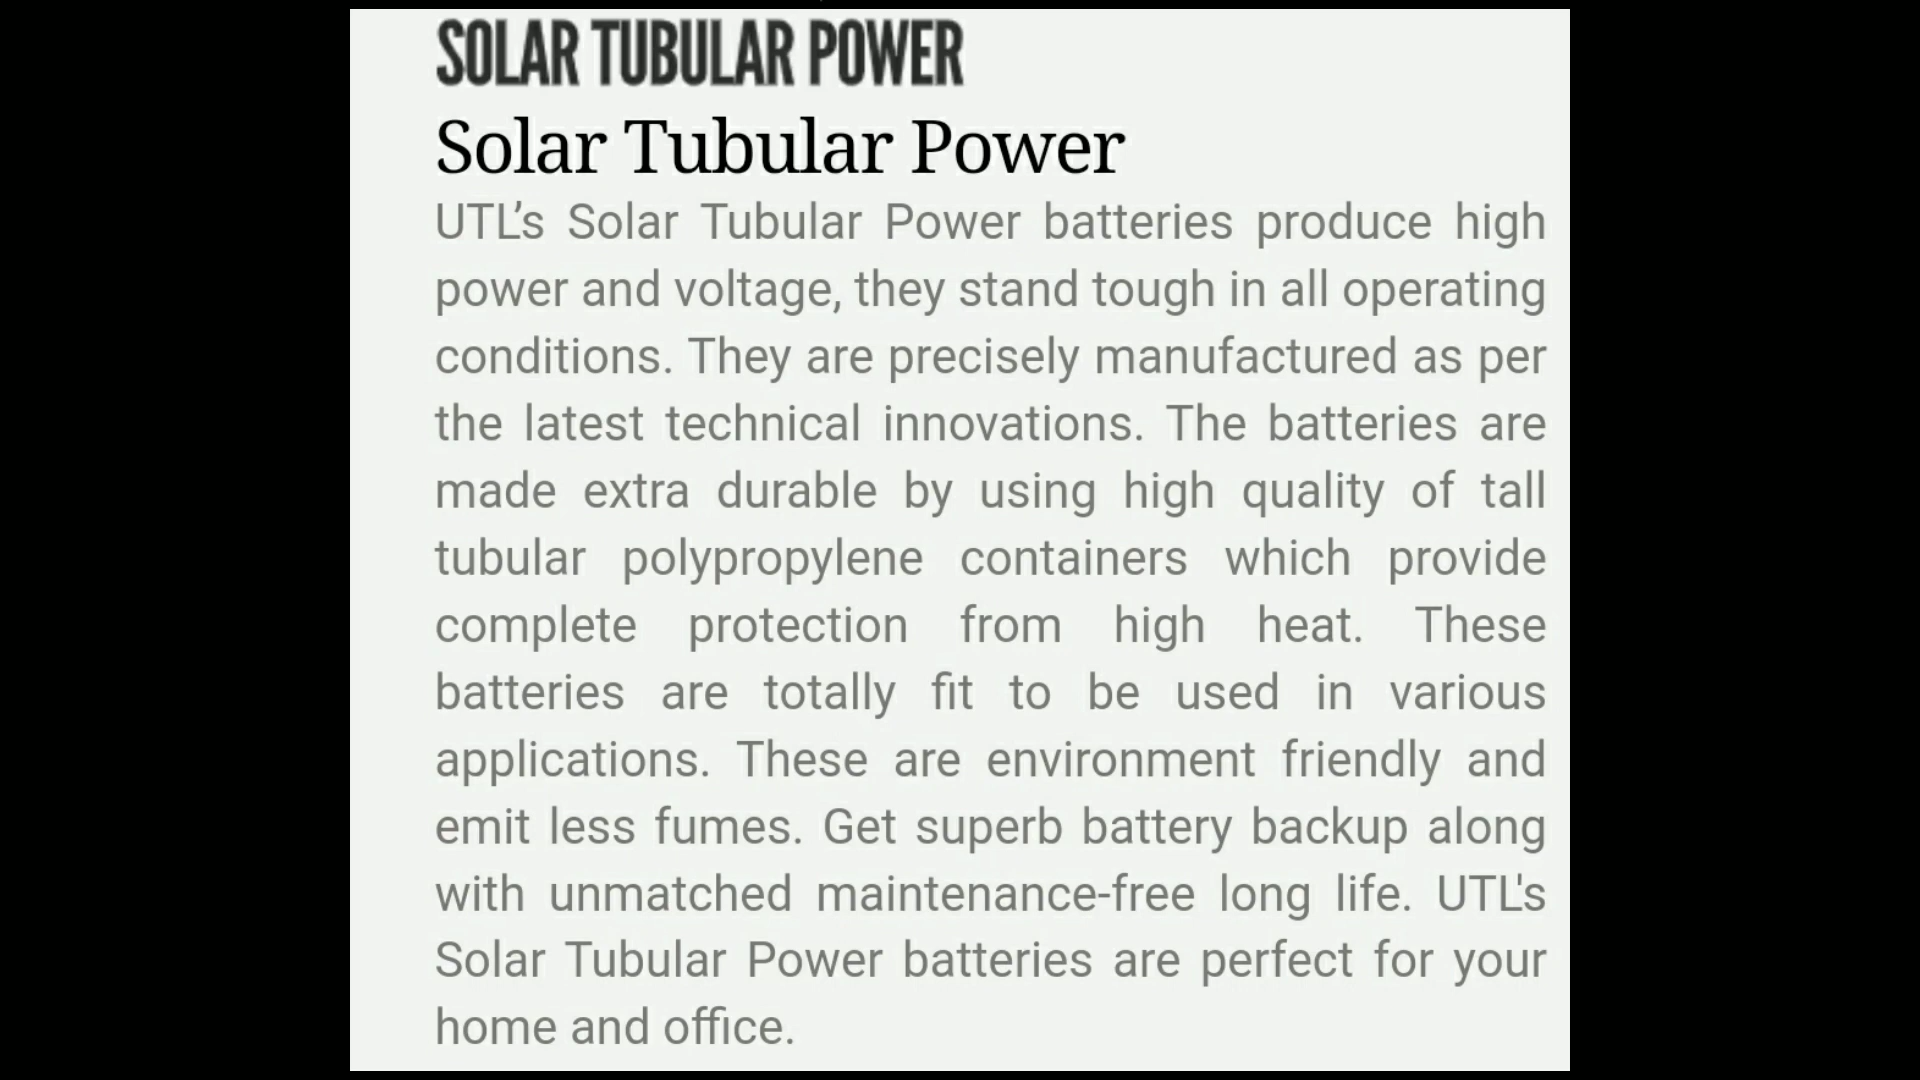 SOLAR TUBULAR POWER
Solar Tubular Power
UTL’s Solar Tubular Power batteries produce high
power and voltage, they stand tough in all operating
conditions. They are precisely manufactured as per
the latest technical innovations. The batteries are
made extra durable by using high quality of tall
tubular polypropylene containers which provide
complete protection from high heat. These
batteries are totally fit to be used in various
applications. These are environment friendly and
emit less fumes. Get superb battery backup along
with unmatched maintenance-free long life. UTL's
Solar Tubular Power batteries are perfect for your
home and office.